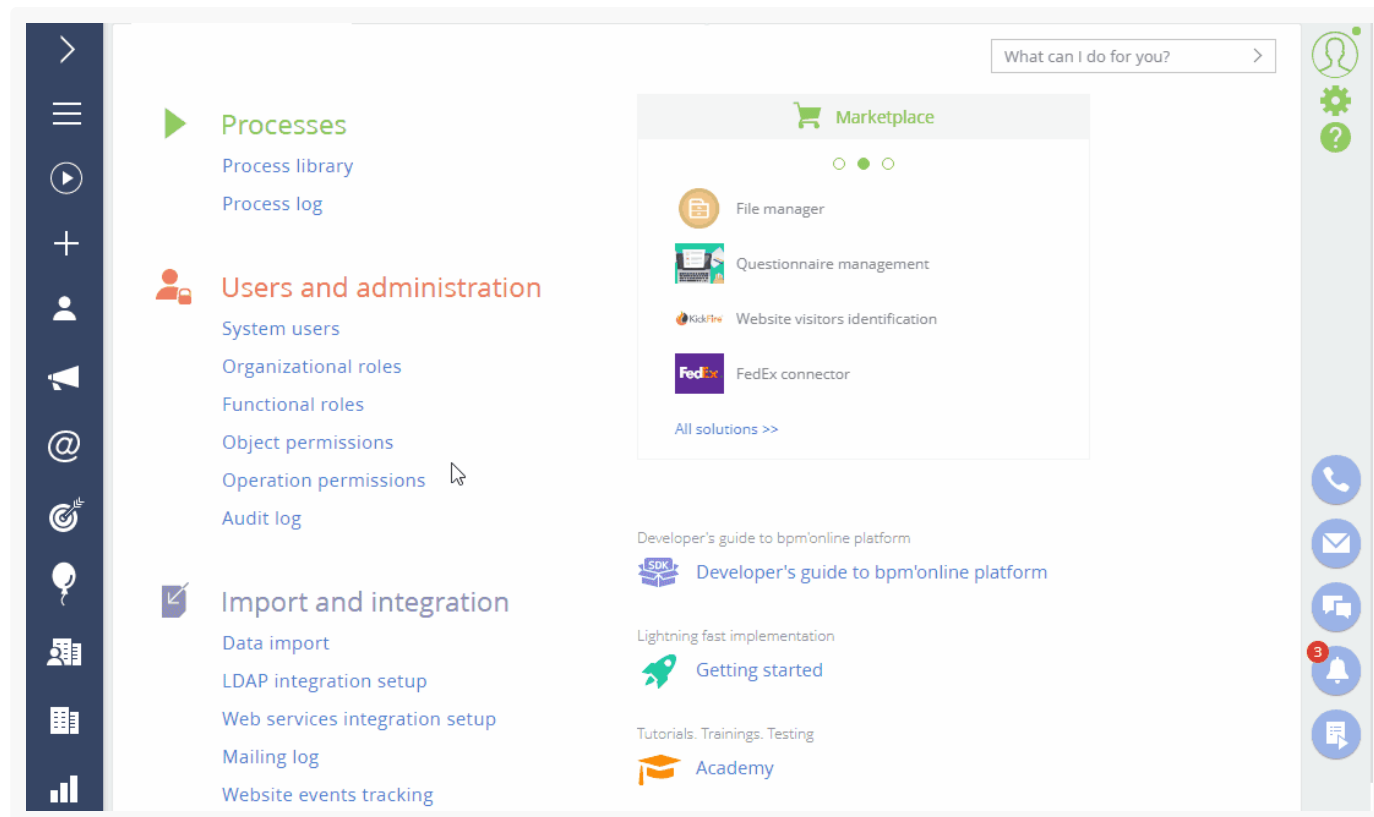 What can I do for you?
Processes
Process library
Process log
Users and administration
System users
Organizational roles
Functional roles
Object permissions
Operation permissions
Audit log
Import and integration
Data import
LDAP integration setup
Web services integration setup
Mailing log
Website events tracking
Marketplace
File manager
Questionnaire management
KickFire
Website visitors identification
FedEx
FedEx connector
All solutions >>
Developer's guide to bpm'online platform
SDK
Developer's guide to bpm'online platform
Lightning fast implementation
Getting started
Tutorials. Trainings. Testing
Academy
3